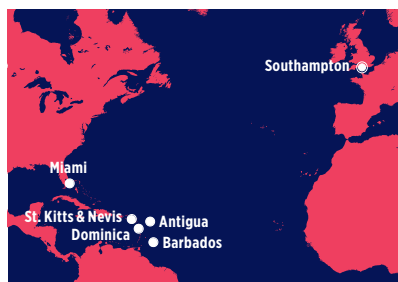 Southampton
Miami
St. Kitts & Nevis
Antigua
Dominica
Barbados